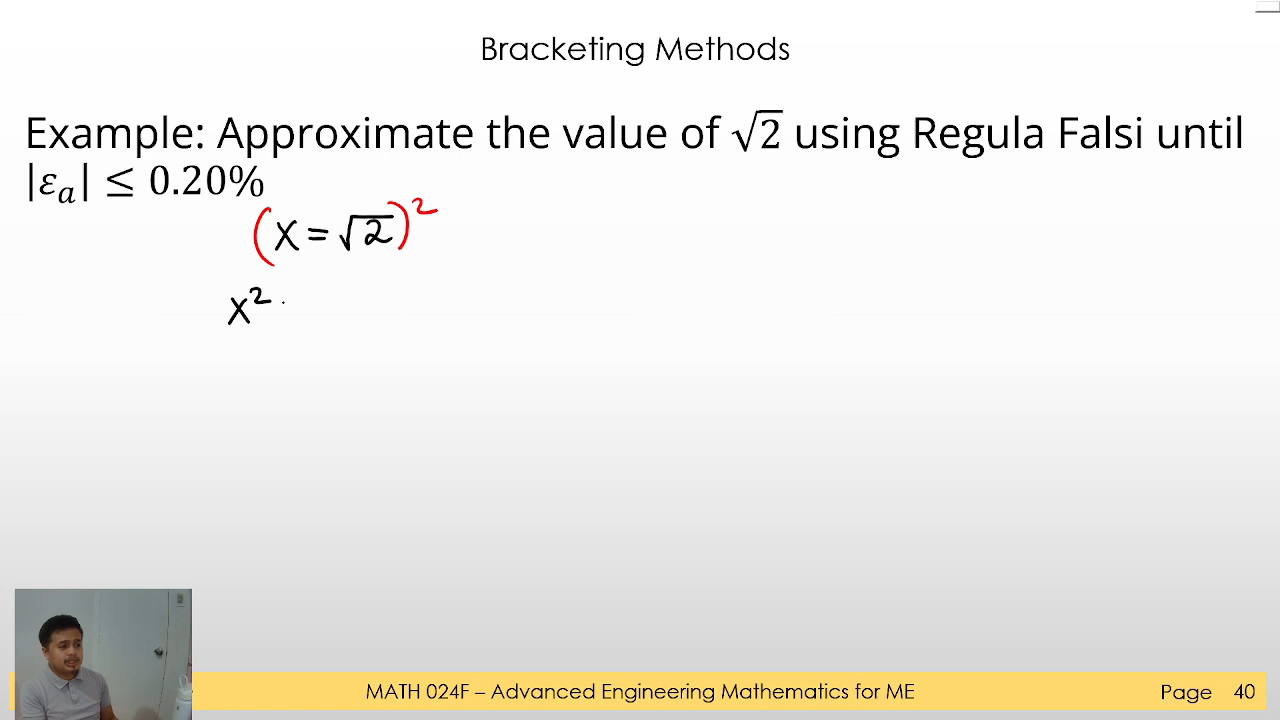 Bracketing Methods
Example: Approximate the value of √2 using Regula Falsi until
|εₐ| ≤ 0.20%
(x = √2)²
x²
MATH 024F – Advanced Engineering Mathematics for ME
Page 40